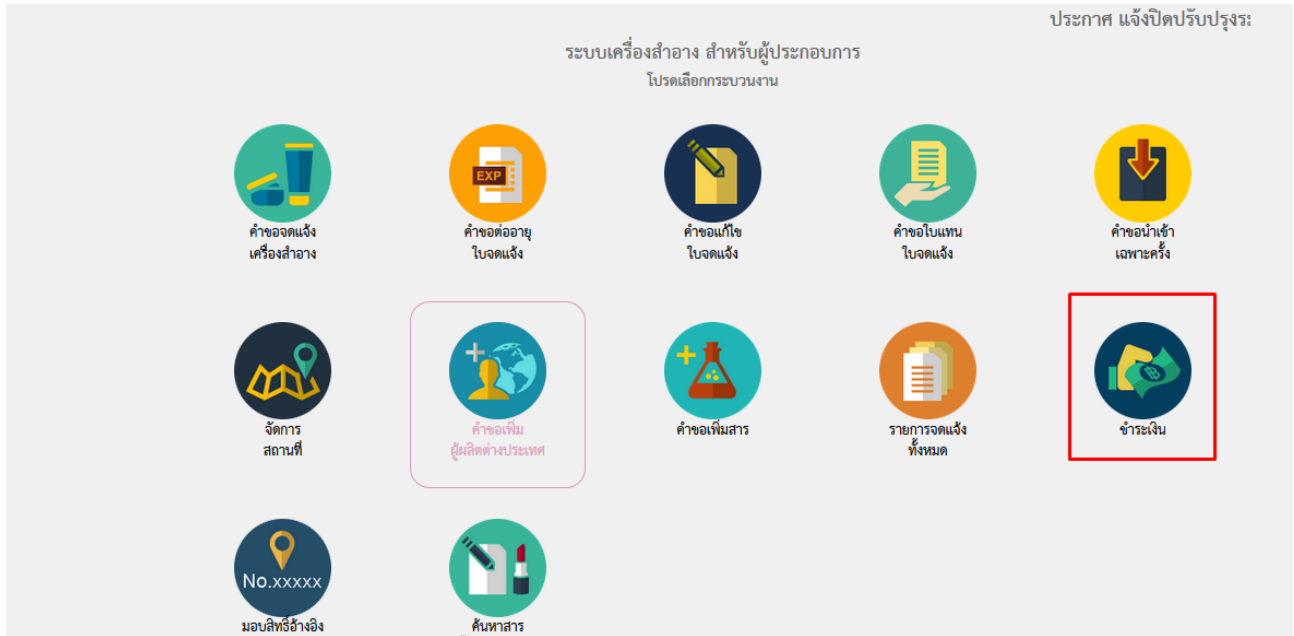 ประกาศ แจ้งปิดปรับปรุงระ
ระบบเครื่องสำอาง สำหรับผู้ประกอบการ
โปรดเลือกกระบวนงาน
EXP
คำขอจดแจ้ง
เครื่องสำอาง
คำขอต่ออายุ
ใบจดแจ้ง
คำขอแก้ไข
ใบจดแจ้ง
คำขอใบแทน
ใบจดแจ้ง
คำขอนำเข้า
เฉพาะครั้ง
จัดการ
สถานที่
คำขอเพิ่ม
ผู้ผลิตต่างประเทศ
คำขอเพิ่มสาร
รายการจดแจ้ง
ทั้งหมด
฿
ชำระเงิน
No.xxxxx
มอบสิทธิ์อ้างอิง
ค้นหาสาร